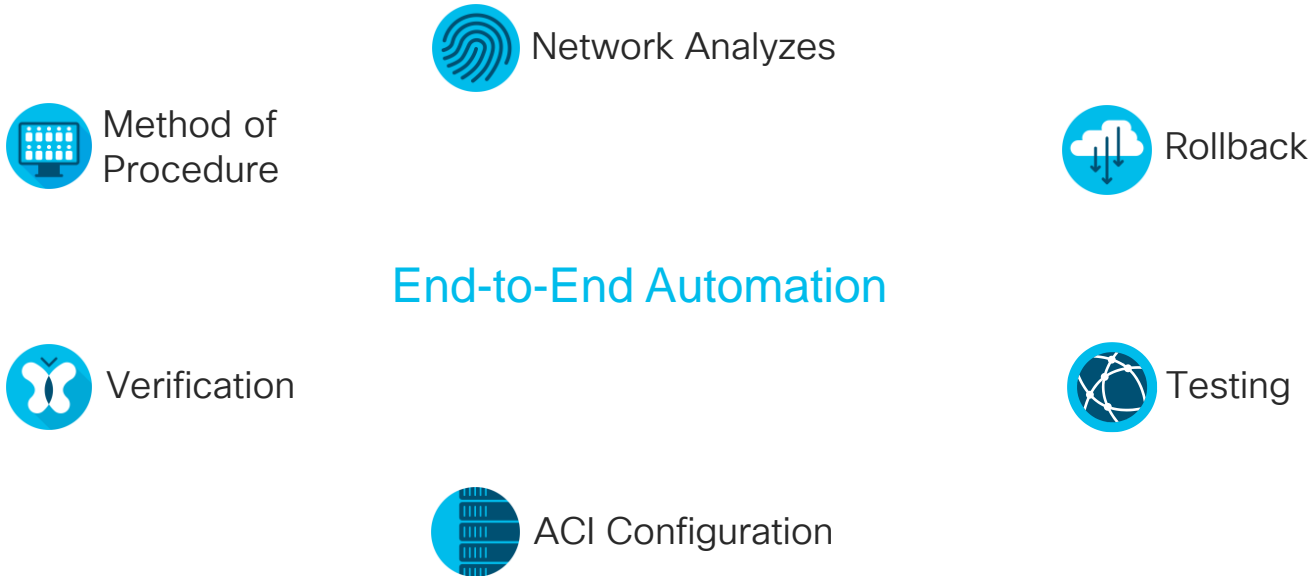 Network Analyzes
Method of
Procedure
Rollback
End-to-End Automation
Verification
Testing
ACI Configuration